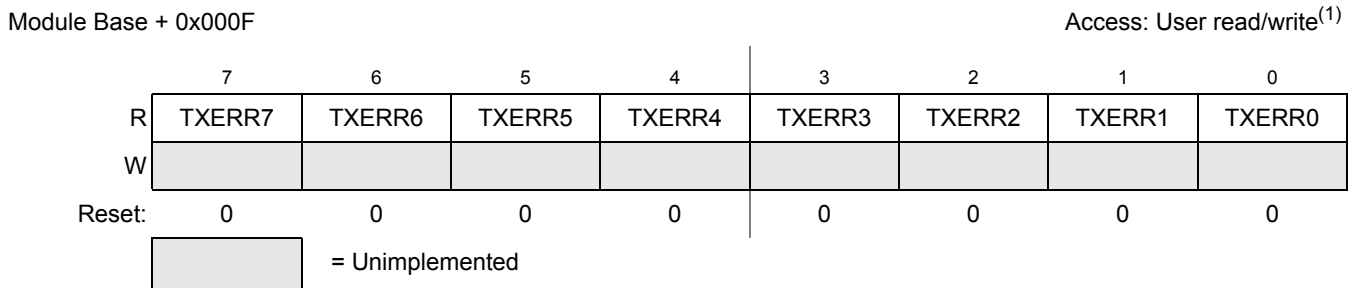 Module Base + 0x000F Access: User read/write(1)
7 6 5 4 3 2 1 0
R TXERR7 TXERR6 TXERR5 TXERR4 TXERR3 TXERR2 TXERR1 TXERR0
W
Reset: 0 0 0 0 0 0 0 0
= Unimplemented